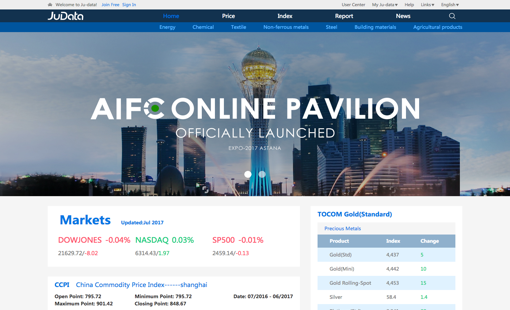 Welcome to Ju data! Join Free Sign In User Center My Ju-data Help Links English
JuData Home Price Index Report News
Energy Chemical Textile Non-ferrous metals Steel Building materials Agricultural products
AIFC ONLINE PAVILION
OFFICIALLY LAUNCHED
EXPO-2017 ASTANA
Markets Updated:Jul 2017
DOWJONES -0.04% NASDAQ 0.03% SP500 -0.01%
21629.72/-8.02 6314.43/1.97 2459.14/-0.13
CCPI China Commodity Price Index------shanghai
Open Point: 795.72 Minimum Point: 795.72 Date: 07/2016 - 06/2017
Maximum Point: 901.42 Closing Point: 848.67
TOCOM Gold(Standard)
Precious Metals
Product Index Change
Gold(Std) 4,437 5
Gold(Mini) 4,442 10
Gold Rolling-Spot 4,453 15
Silver 58.4 1.4